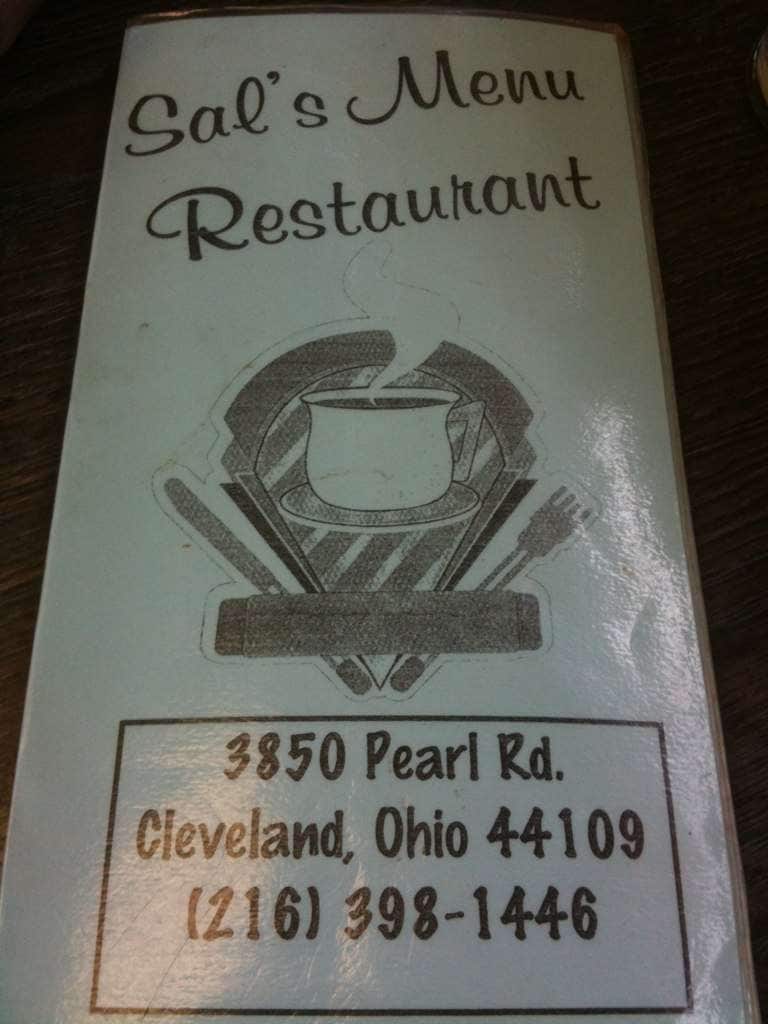 Sal's Menu
Restaurant
3850 Pearl Rd.
Cleveland, Ohio 44109
(216) 398-1446